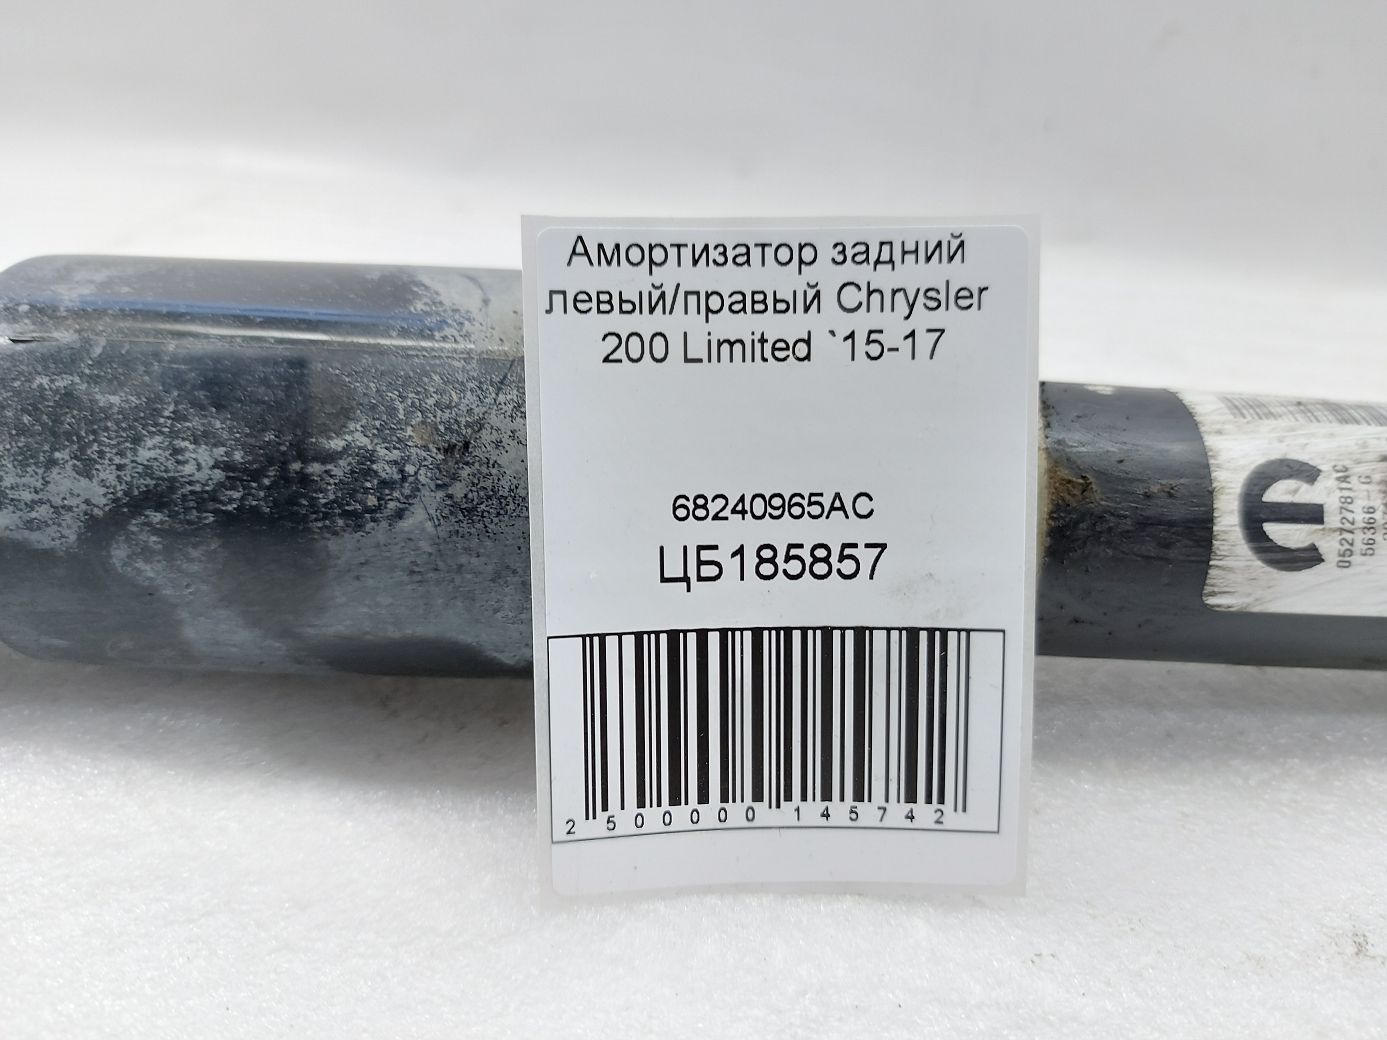 Амортизатор задний
левый/правый Chrysler
200 Limited `15-17
68240965AC
ЦБ185857
2 500000 145742
05272781AC
56366-G